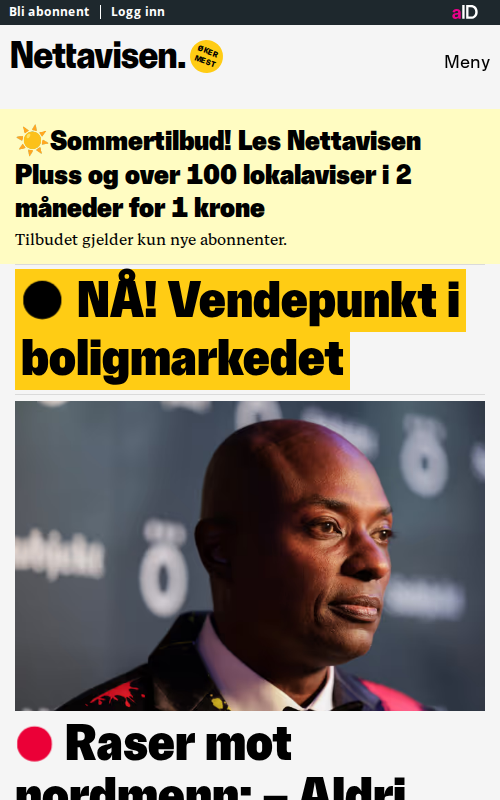 Bli abonnent | Logg inn
aID
Nettavisen.
ØKER
MEST
Meny
☀️Sommertilbud! Les Nettavisen
Pluss og over 100 lokalaviser i 2
måneder for 1 krone
Tilbudet gjelder kun nye abonnenter.
NÅ! Vendepunkt i
boligmarkedet
Raser mot
nordmenn: – Aldri